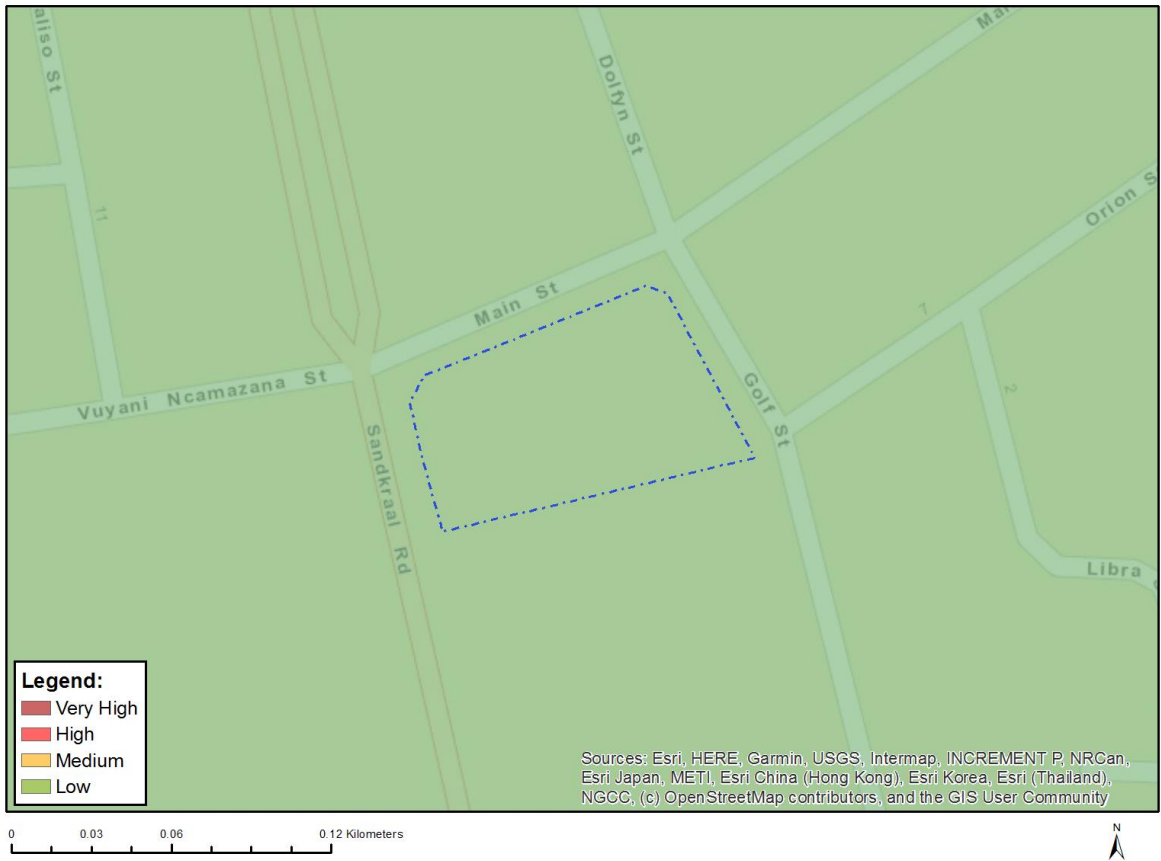 aliso St
Dolfyn St
Mai
11
Orion S
7
Main St
Vuyani Ncamazana St
Golf St
2
Sandkraal Rd
Libra
Legend:
Very High
High
Medium
Low
Sources: Esri, HERE, Garmin, USGS, Intermap, INCREMENT P, NRCan,
Esri Japan, METI, Esri China (Hong Kong), Esri Korea, Esri (Thailand),
NGCC, (c) OpenStreetMap contributors, and the GIS User Community
0 0.03 0.06 0.12 Kilometers
N